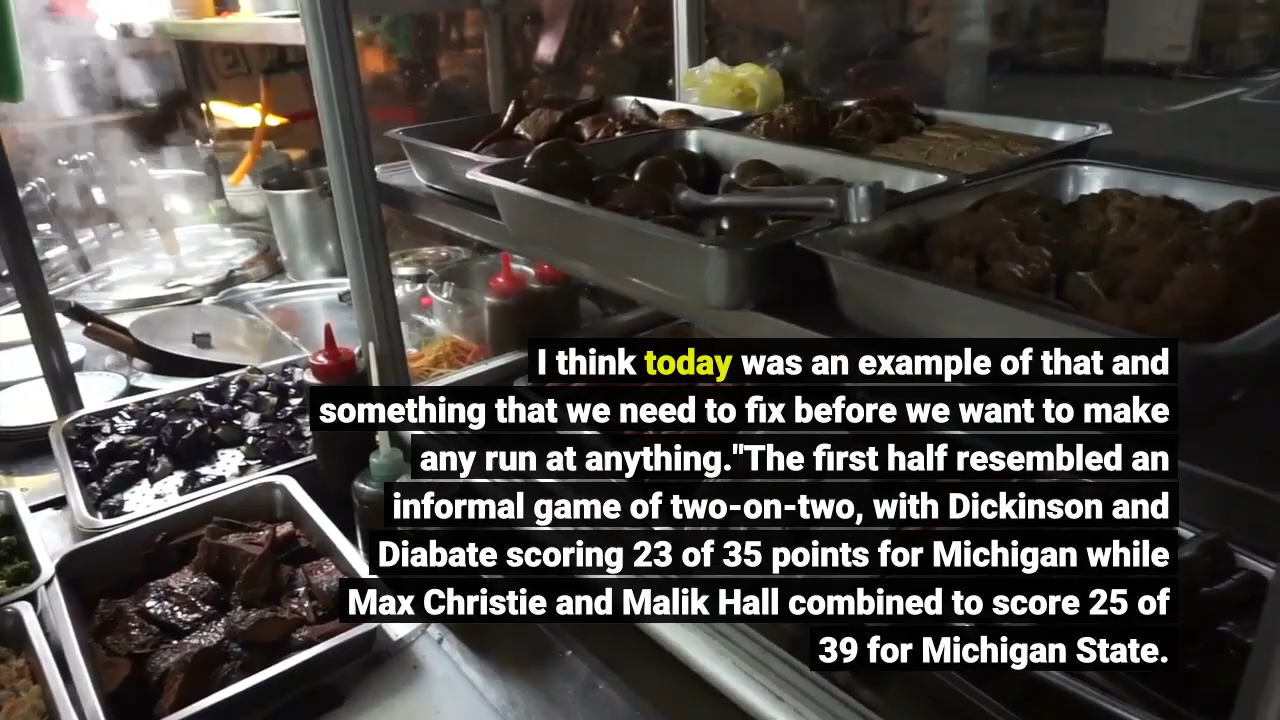 I think today was an example of that and
something that we need to fix before we want to make
any run at anything."The first half resembled an
informal game of two-on-two, with Dickinson and
Diabate scoring 23 of 35 points for Michigan while
Max Christie and Malik Hall combined to score 25 of
39 for Michigan State.